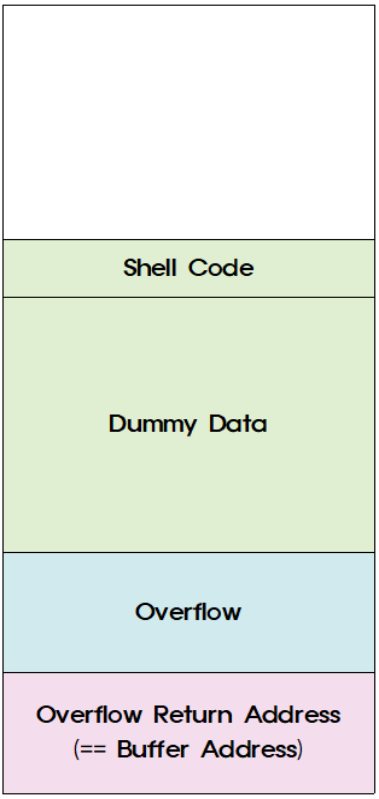 Shell Code
Dummy Data
Overflow
Overflow Return Address
(== Buffer Address)